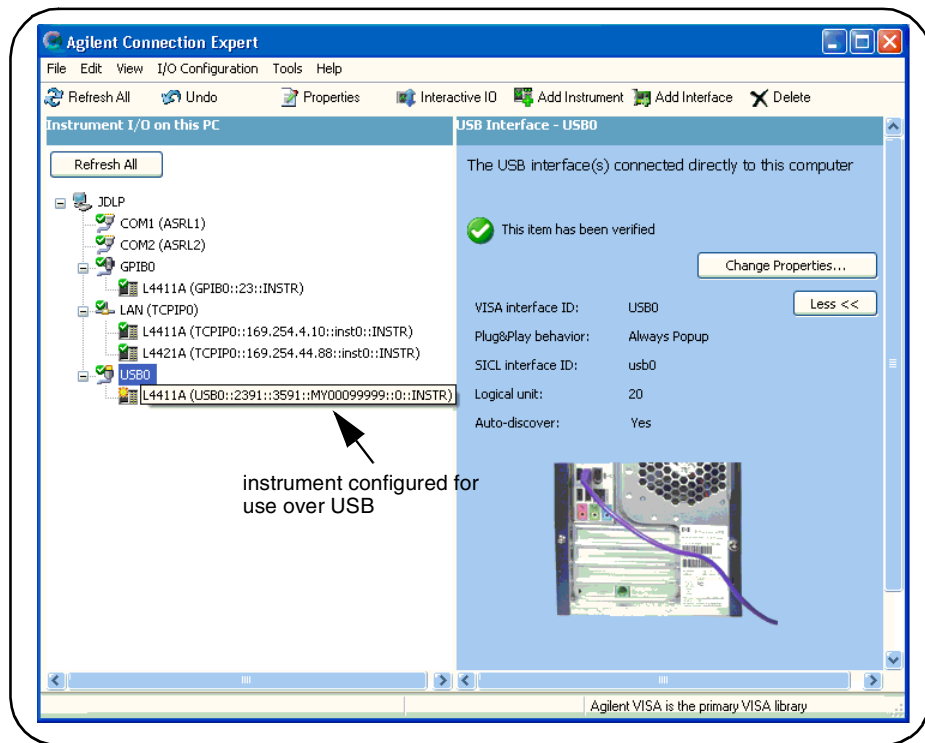 Agilent Connection Expert
File Edit View I/O Configuration Tools Help
Refresh All Undo Properties Interactive IO Add Instrument Add Interface Delete
Instrument I/O on this PC
USB Interface - USB0
Refresh All
The USB interface(s) connected directly to this computer
JDLP
COM1 (ASRL1)
COM2 (ASRL2)
GPIB0
L4411A (GPIB0::23::INSTR)
LAN (TCPIP0)
L4411A (TCPIP0::169.254.4.10::inst0::INSTR)
L4421A (TCPIP0::169.254.44.88::inst0::INSTR)
USB0
L4411A (USB0::2391::3591::MY00099999::0::INSTR)
This item has been verified
Change Properties...
Less <<
VISA interface ID: USB0
Plug&Play behavior: Always Popup
SICL interface ID: usb0
Logical unit: 20
Auto-discover: Yes
instrument configured for
use over USB
Agilent VISA is the primary VISA library